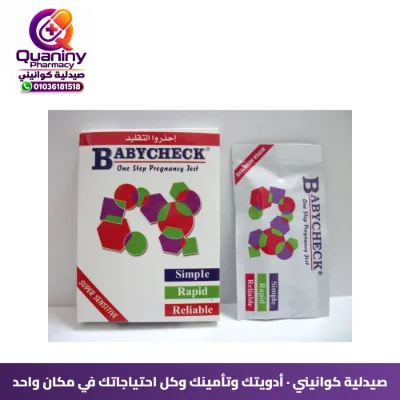 Quaniny
Pharmacy
صيدلية كوانيني
01036181518
إحذروا التقليد
BABYCHECK®
One Step Pregnancy Test
Simple
Rapid
Reliable
SUPER SENSITIVE
BABYCHECK®
One Step Pregnancy Test
Simple
Rapid
Reliable
صيدلية كوانيني - أدويتك وتأمينك وكل احتياجاتك في مكان واحد